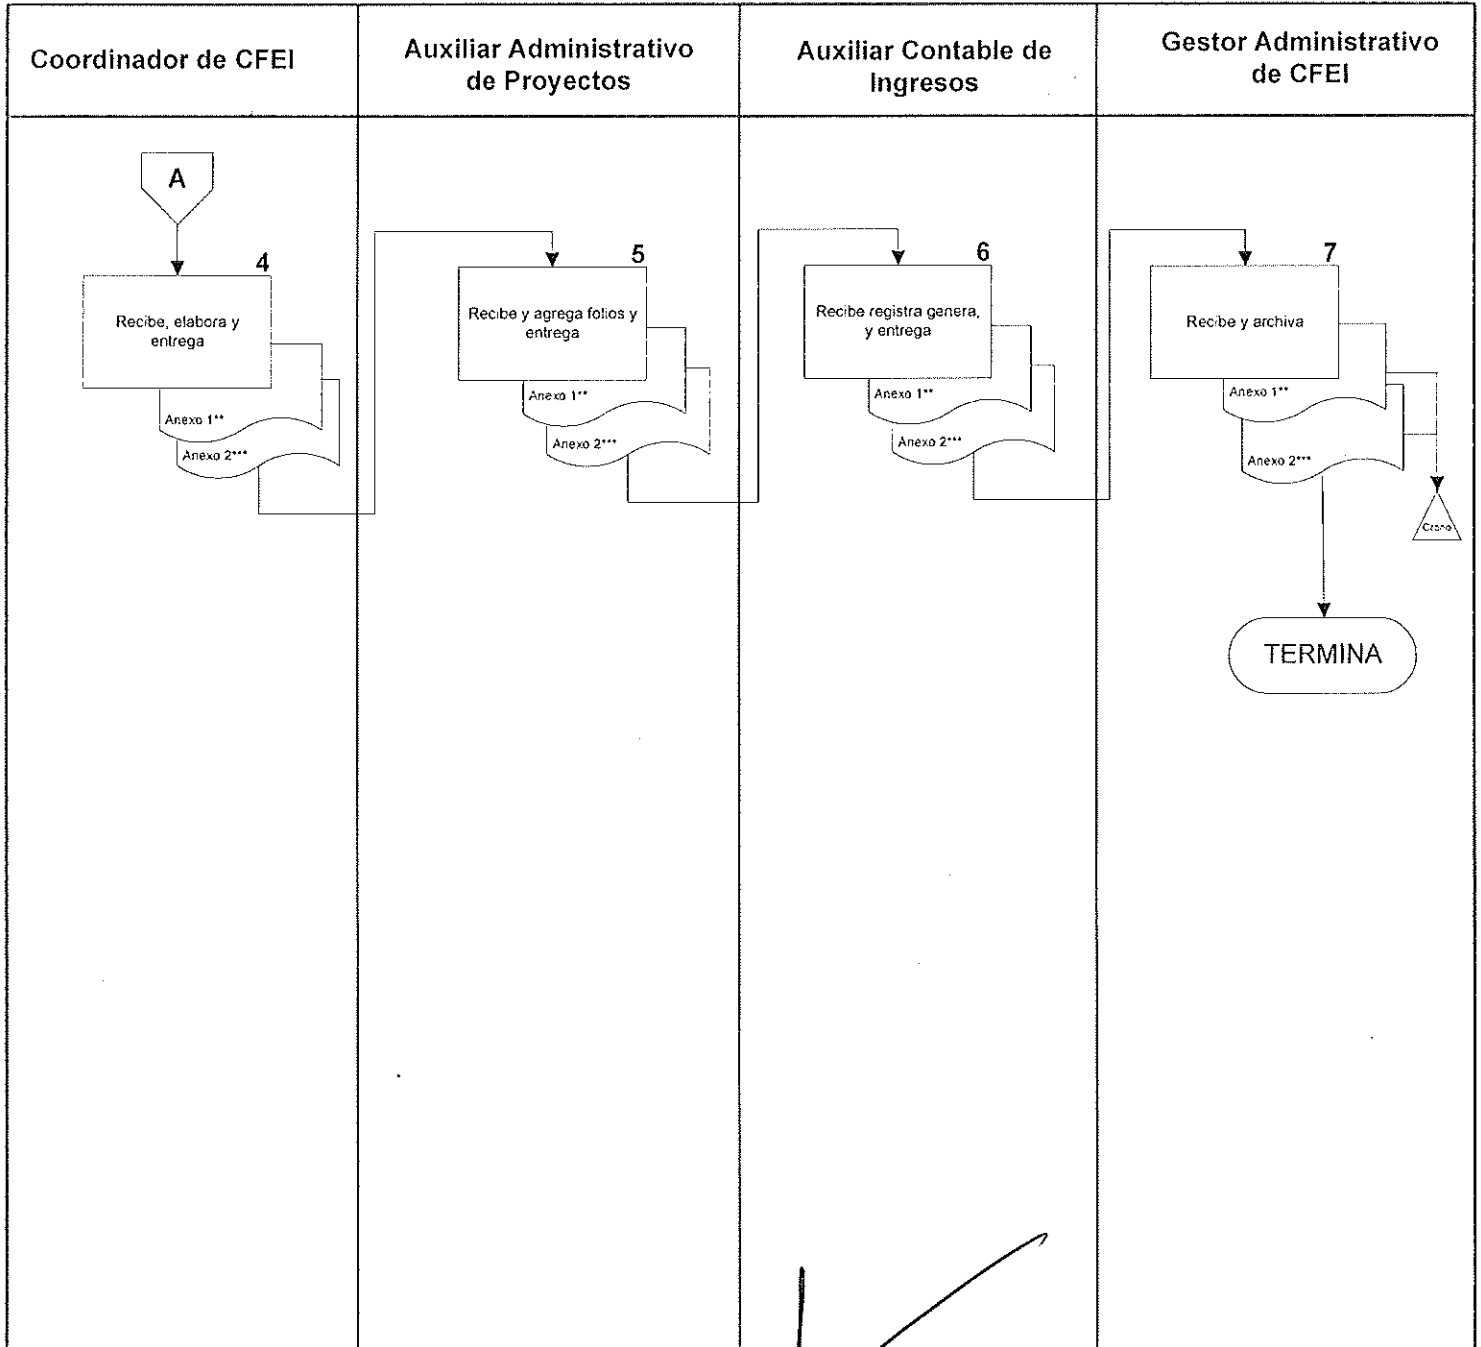 Coordinador de CFEI
Auxiliar Administrativo
de Proyectos
Auxiliar Contable de
Ingresos
Gestor Administrativo
de CFEI
A
4
Recibe, elabora y
entrega
Anexo 1**
Anexo 2***
5
Recibe y agrega folios y
entrega
Anexo 1**
Anexo 2***
6
Recibe registra genera,
y entrega
Anexo 1**
Anexo 2***
7
Recibe y archiva
Anexo 1**
Anexo 2***
TERMINA